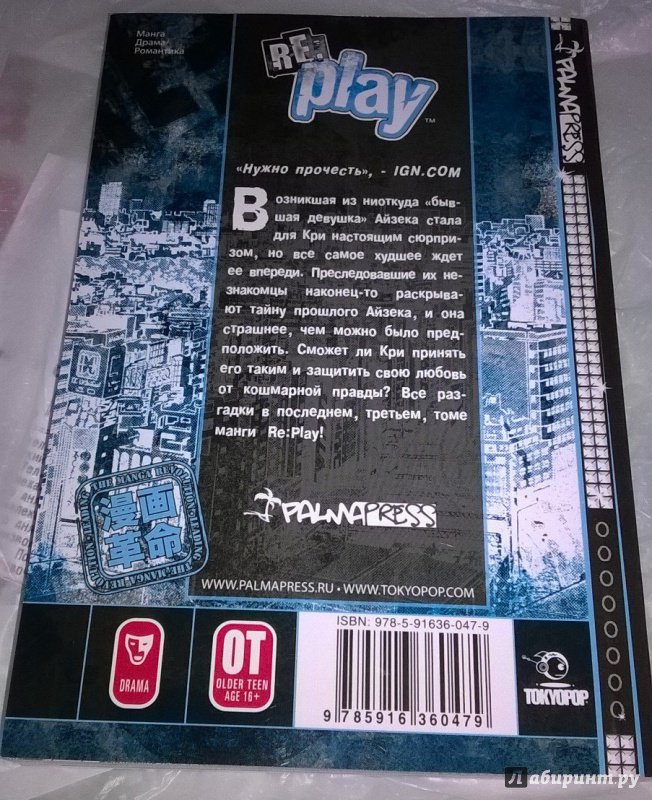 Манга
Драма
Романтика
RE:
play
™
PALMAPRESS
«Нужно прочесть», - IGN.COM
Возникшая из ниоткуда «быв-
шая девушка» Айзека стала
для Кри настоящим сюрпри-
зом, но все самое худшее ждет
ее впереди. Преследовавшие их не-
знакомцы наконец-то раскрыва-
ют тайну прошлого Айзека, и она
страшнее, чем можно было пред-
положить. Сможет ли Кри принять
его таким и защитить свою любовь
от кошмарной правды? Все раз-
гадки в последнем, третьем, томе
манги Re:Play!
THE MANGA REVOLUTION
漫画
革命
PALMAPRESS
WWW.PALMAPRESS.RU • WWW.TOKYOPOP.COM
DRAMA
OT
OLDER TEEN
AGE 16+
ISBN: 978-5-91636-047-9
9 785916 360479
TOKYOPOP
Лабиринт.ру